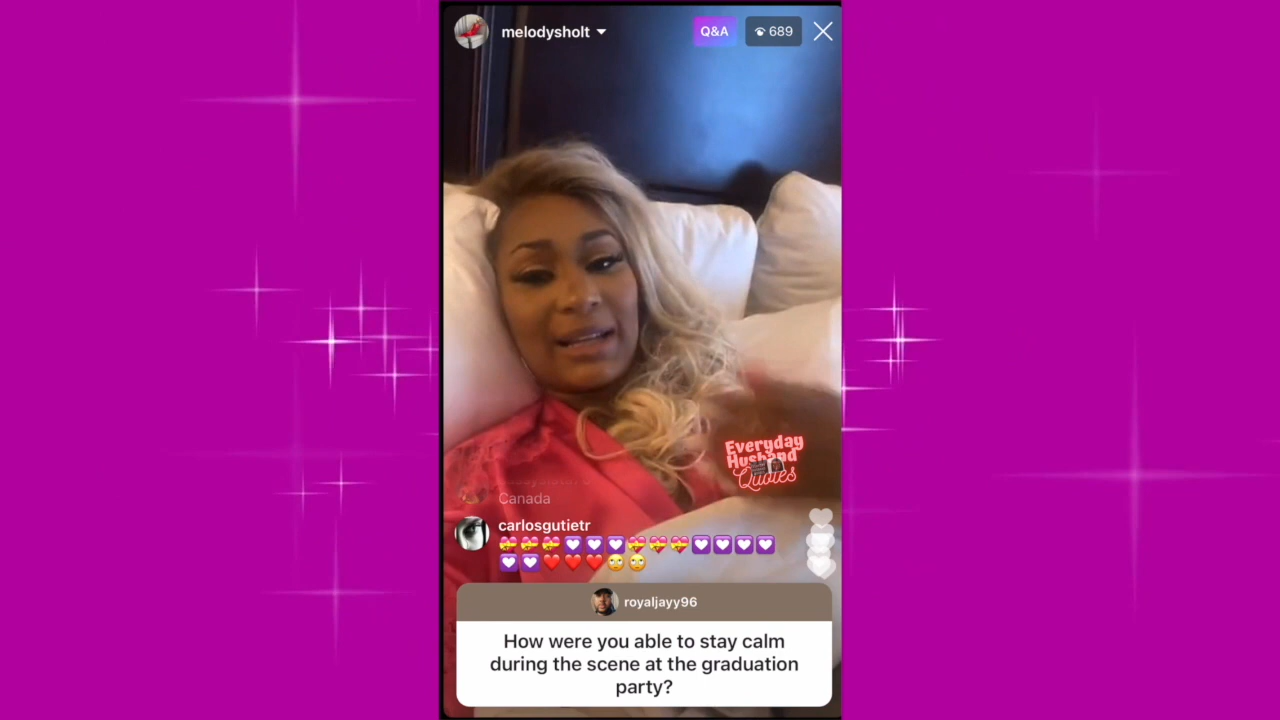 melodysholt
Q&A
689
Everyday
Husband
Quotes
Canada
carlosgutietr
💝💝💝💟💟💟💝💝💝💟💟💟💟
💟💟❤️❤️❤️🙄🙄
royaljayy96
How were you able to stay calm
during the scene at the graduation
party?